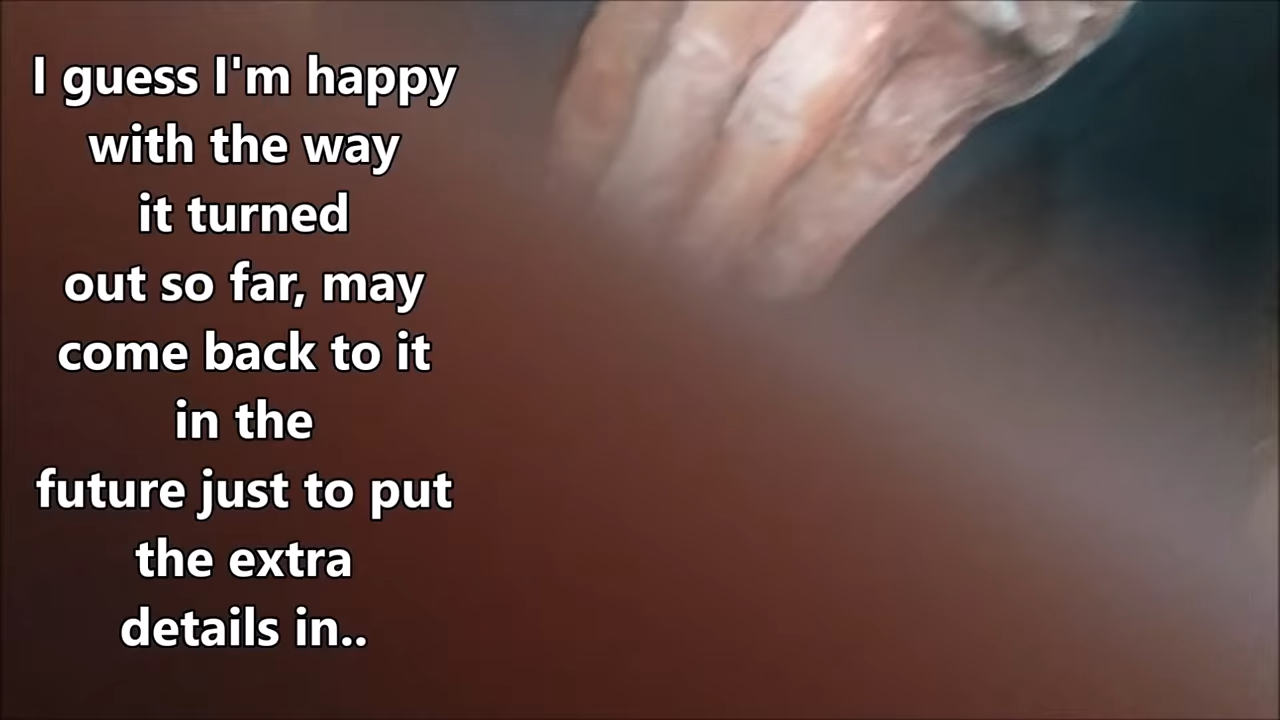 I guess I'm happy
with the way
it turned
out so far, may
come back to it
in the
future just to put
the extra
details in..